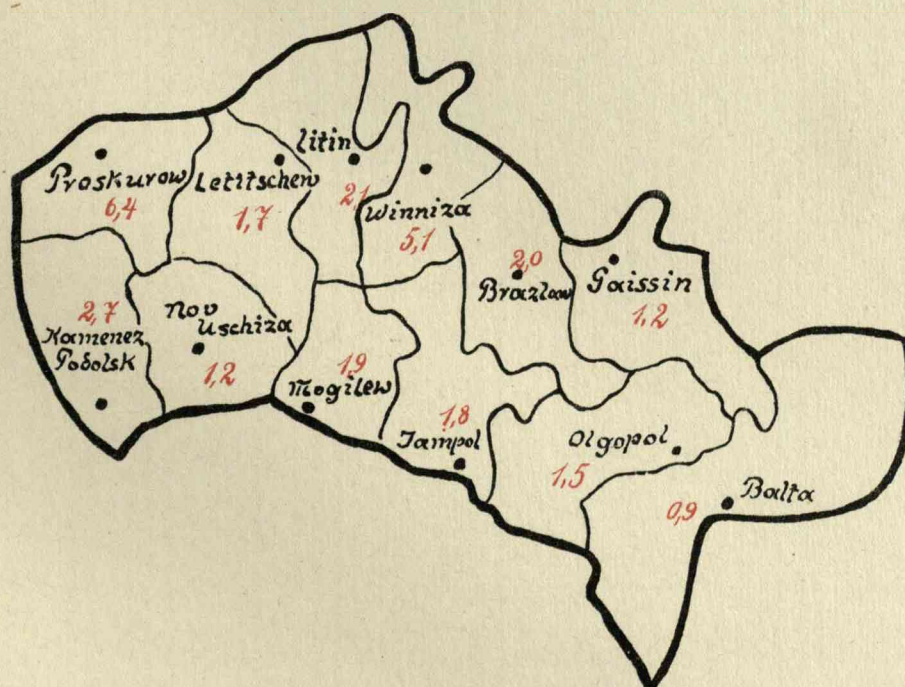 Litin
Proskurow
6,4
Letitschew
1,7
2,1
Winniza
5,1
2,0
Brazlaw
Gaissin
1,2
2,7
Kamenez
Podolsk
Nov
Uschiza
1,2
1,9
Mogilew
1,8
Jampol
Olgopol
1,5
0,9
Balta